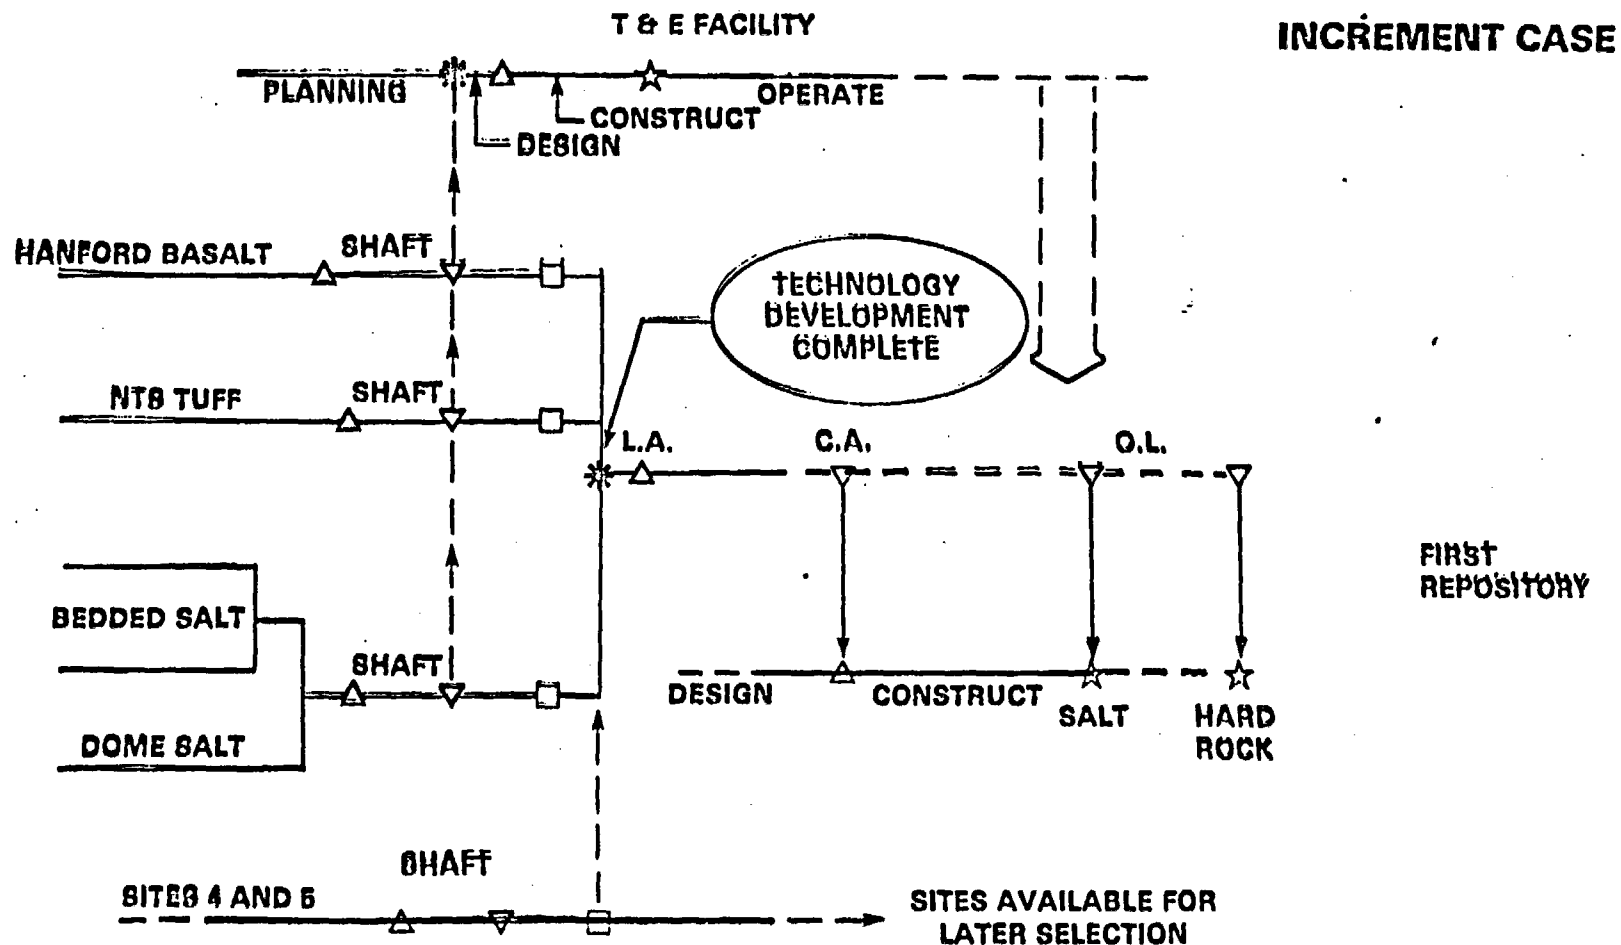 T & E FACILITY
INCREMENT CASE
PLANNING
OPERATE
CONSTRUCT
DESIGN
HANFORD BASALT
SHAFT
TECHNOLOGY
DEVELOPMENT
COMPLETE
NTS TUFF
SHAFT
L.A.
C.A.
O.L.
FIRST
REPOSITORY
BEDDED SALT
SHAFT
DESIGN
CONSTRUCT
SALT
HARD
ROCK
DOME SALT
SHAFT
SITES 4 AND 5
SITES AVAILABLE FOR
LATER SELECTION